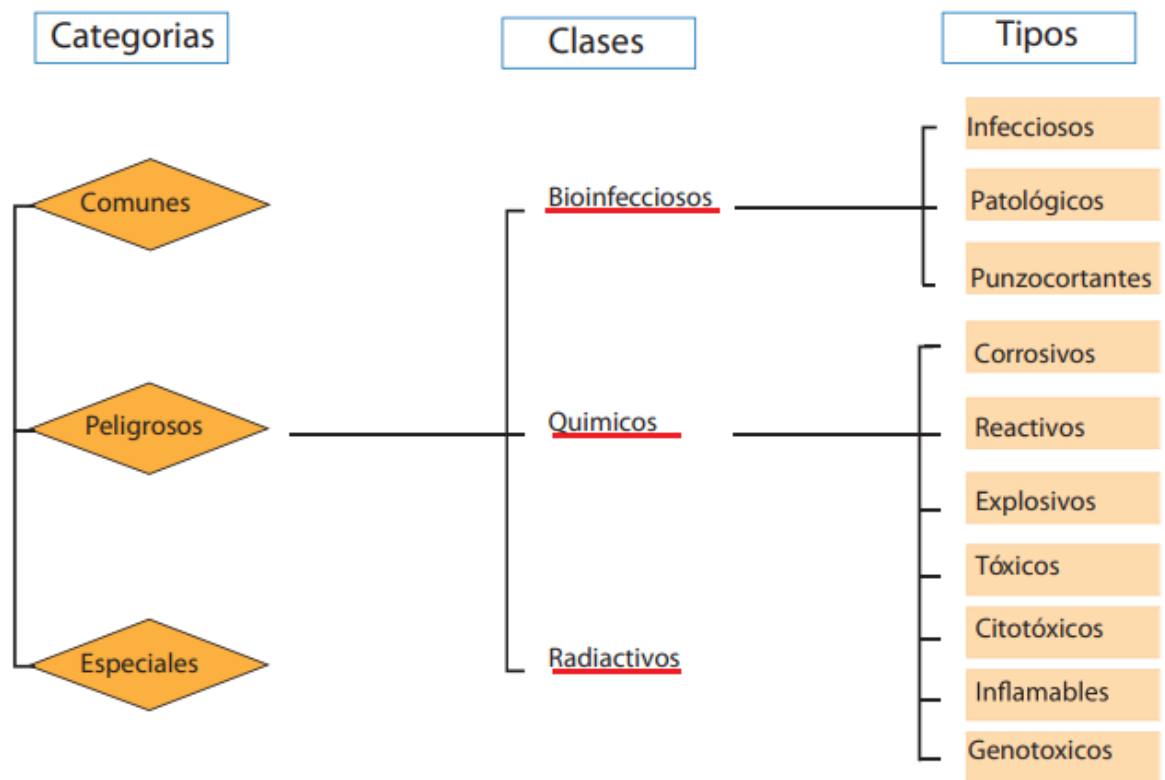 Categorias
Clases
Tipos
Comunes
Peligrosos
Especiales
Bioinfecciosos
Quimicos
Radiactivos
Infecciosos
Patológicos
Punzocortantes
Corrosivos
Reactivos
Explosivos
Tóxicos
Citotóxicos
Inflamables
Genotoxicos